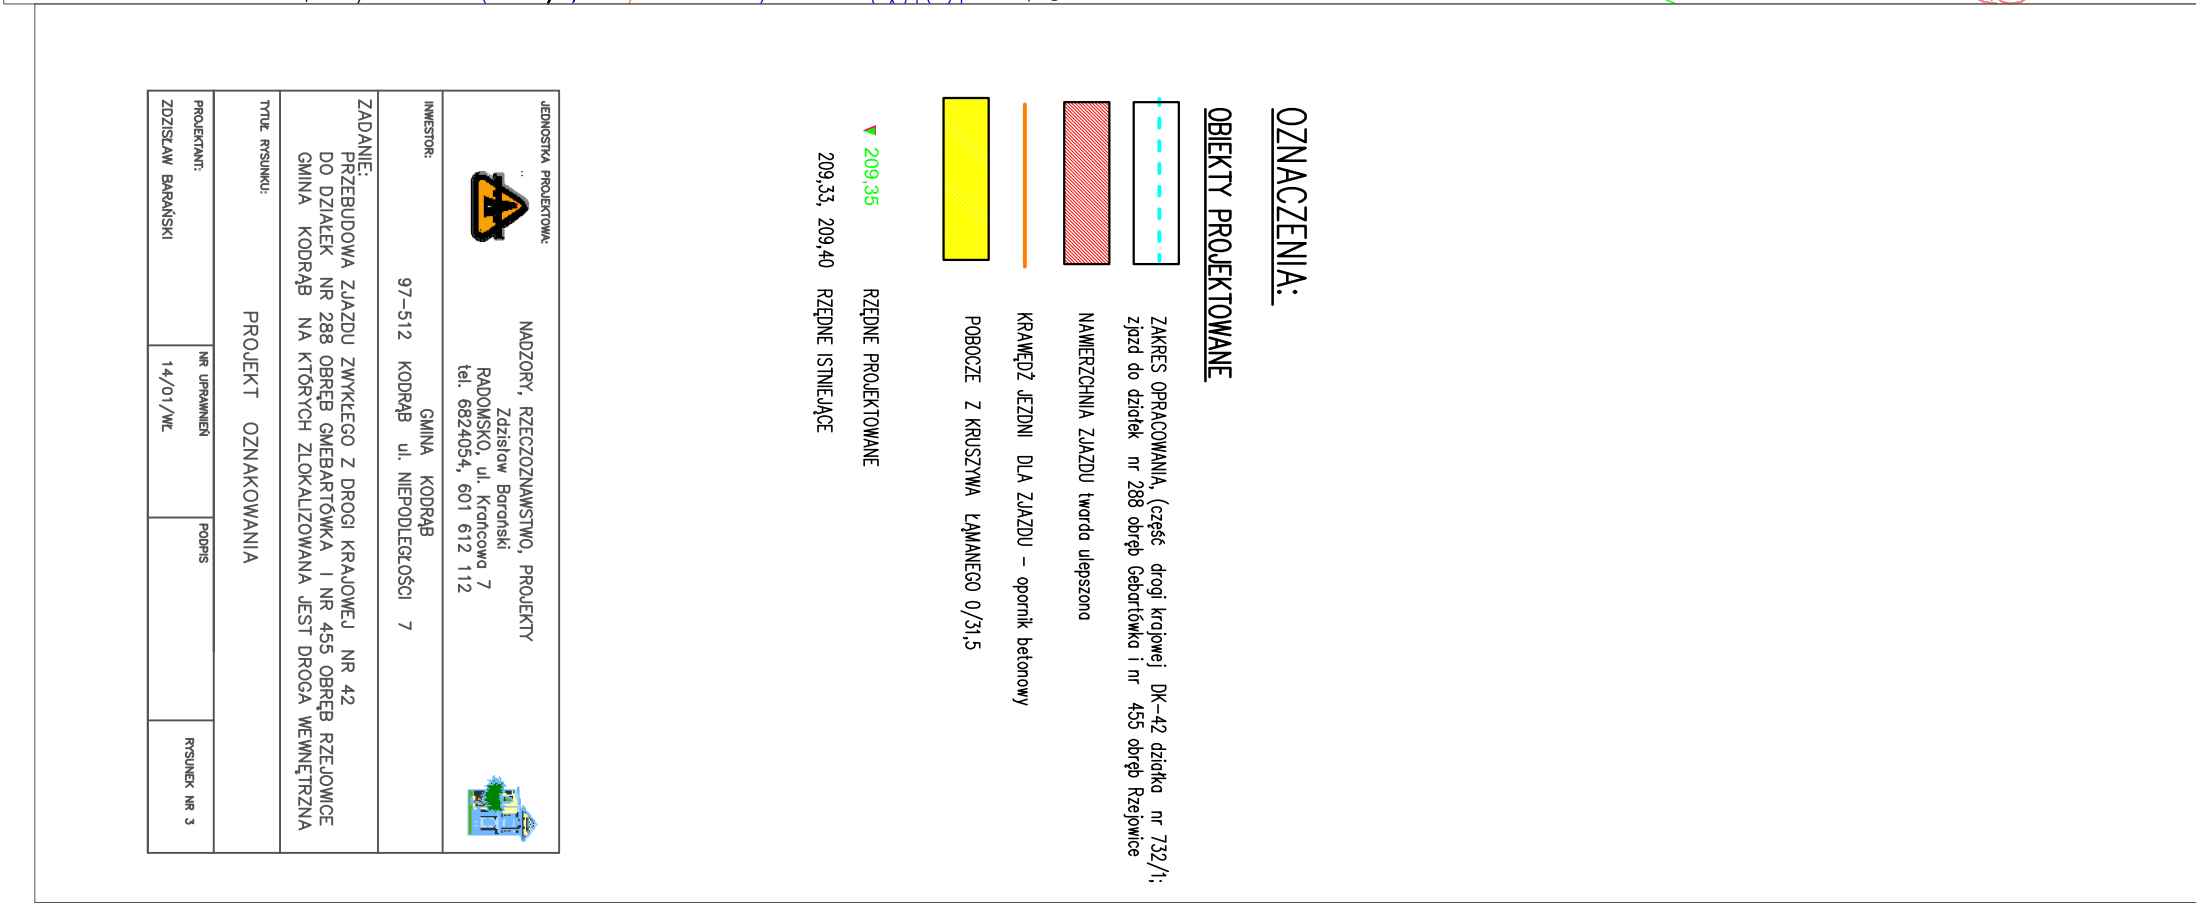 OZNACZENIA:
OBIEKTY PROJEKTOWANE
ZAKRES OPRACOWANIA, (część drogi krajowej DK-42 działka nr 732/1;
zjazd do działek nr 288 obręb Gebartówka i nr 455 obręb Rzejowice
NAWIERZCHNIA ZJAZDU twarda ulepszona
KRAWĘDŹ JEZDNI DLA ZJAZDU - opornik betonowy
POBOCZE Z KRUSZYWA ŁĄMANEGO 0/31,5
209,35 RZĘDNE PROJEKTOWANE
209,33, 209,40 RZĘDNE ISTNIEJĄCE
JEDNOSTKA PROJEKTOWA:
NADZORY, RZECZOZNAWSTWO, PROJEKTY
Zdzisław Barański
RADOMSKO, ul. Krańcowa 7
tel. 6824054, 601 612 112
INWESTOR:
GMINA KODRĄB
97-512 KODRĄB ul. NIEPODLEGŁOŚCI 7
ZADANIE:
PRZEBUDOWA ZJAZDU ZWYKŁEGO Z DROGI KRAJOWEJ NR 42
DO DZIAŁEK NR 288 OBRĘB GMEBARTÓWKA I NR 455 OBRĘB RZEJOWICE
GMINA KODRĄB NA KTÓRYCH ZLOKALIZOWANA JEST DROGA WEWNĘTRZNA
TYTUŁ RYSUNKU:
PROJEKT OZNAKOWANIA
PROJEKTANT:
ZDZISŁAW BARAŃSKI
NR UPRAWNIEŃ
14/01/WŁ
PODPIS
RYSUNEK NR 3